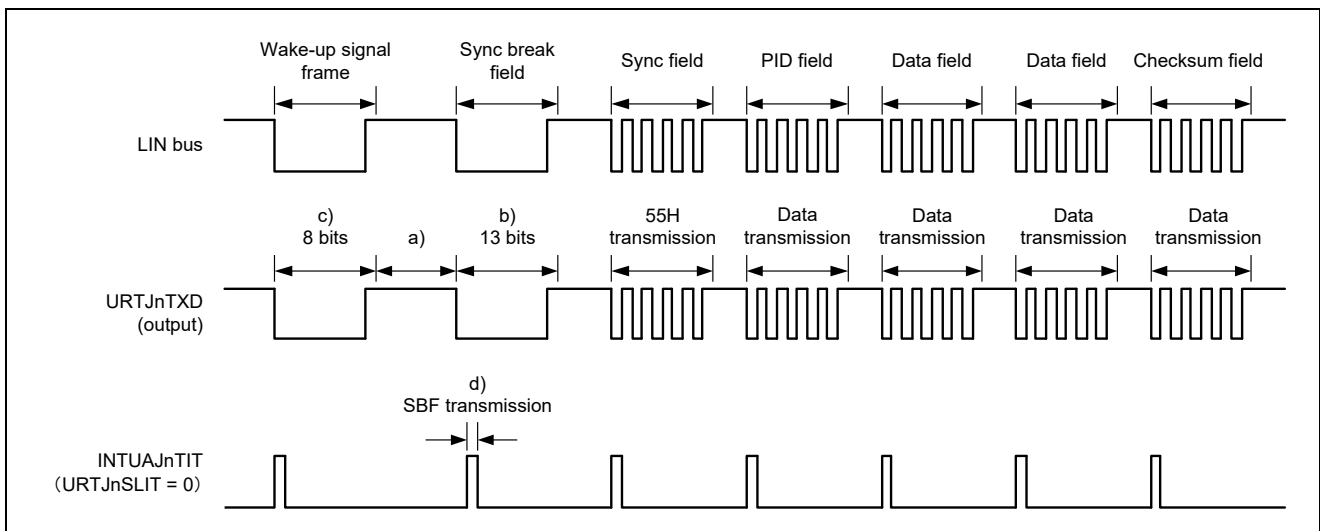 Wake-up signal
frame
Sync break
field
Sync field
PID field
Data field
Data field
Checksum field
LIN bus
c)
8 bits
a)
b)
13 bits
55H
transmission
Data
transmission
Data
transmission
Data
transmission
Data
transmission
URTJnTXD
(output)
d)
SBF transmission
INTUAJnTIT
（URTJnSLIT = 0）